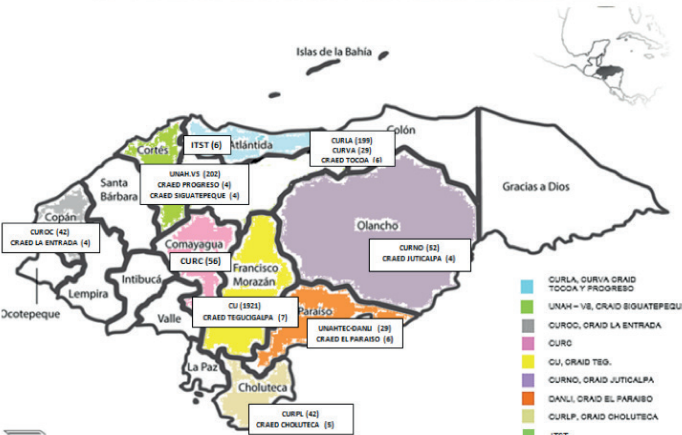 Islas de la Bahía
Cortés
ITST (6)
Atlántida
Colón
CURLA (199)
CURVA (29)
CRAED TOCOA (6)
Santa
Bárbara
UNAH.VS (202)
CRAED PROGRESO (4)
CRAED SIGUATEPEQUE (4)
Gracias a Dios
Copán
CUROC (42)
CRAED LA ENTRADA (4)
Olancho
Comayagua
CURC (56)
Francisco
Morazán
CURNO (52)
CRAED JUTICALPA (4)
Ocotepeque
Lempira
Intibucá
Valle
CU (1921)
CRAED TEGUCIGALPA (7)
Paraíso
UNAHTEC-DANLI (29)
CRAED EL PARAISO (6)
La Paz
Choluteca
CURPL (42)
CRAED CHOLUTECA (5)
CURLA, CURVA CRAID
TOCOA Y PROGRESO
UNAH – VS, CRAID SIGUATEPEQU
CUROO, CRAID LA ENTRADA
CURC
CU, CRAID TEG.
CURNO, CRAID JUTICALPA
DANLI, CRAID EL PARAISO
CURLP, CRAID CHOLUTECA
ITST